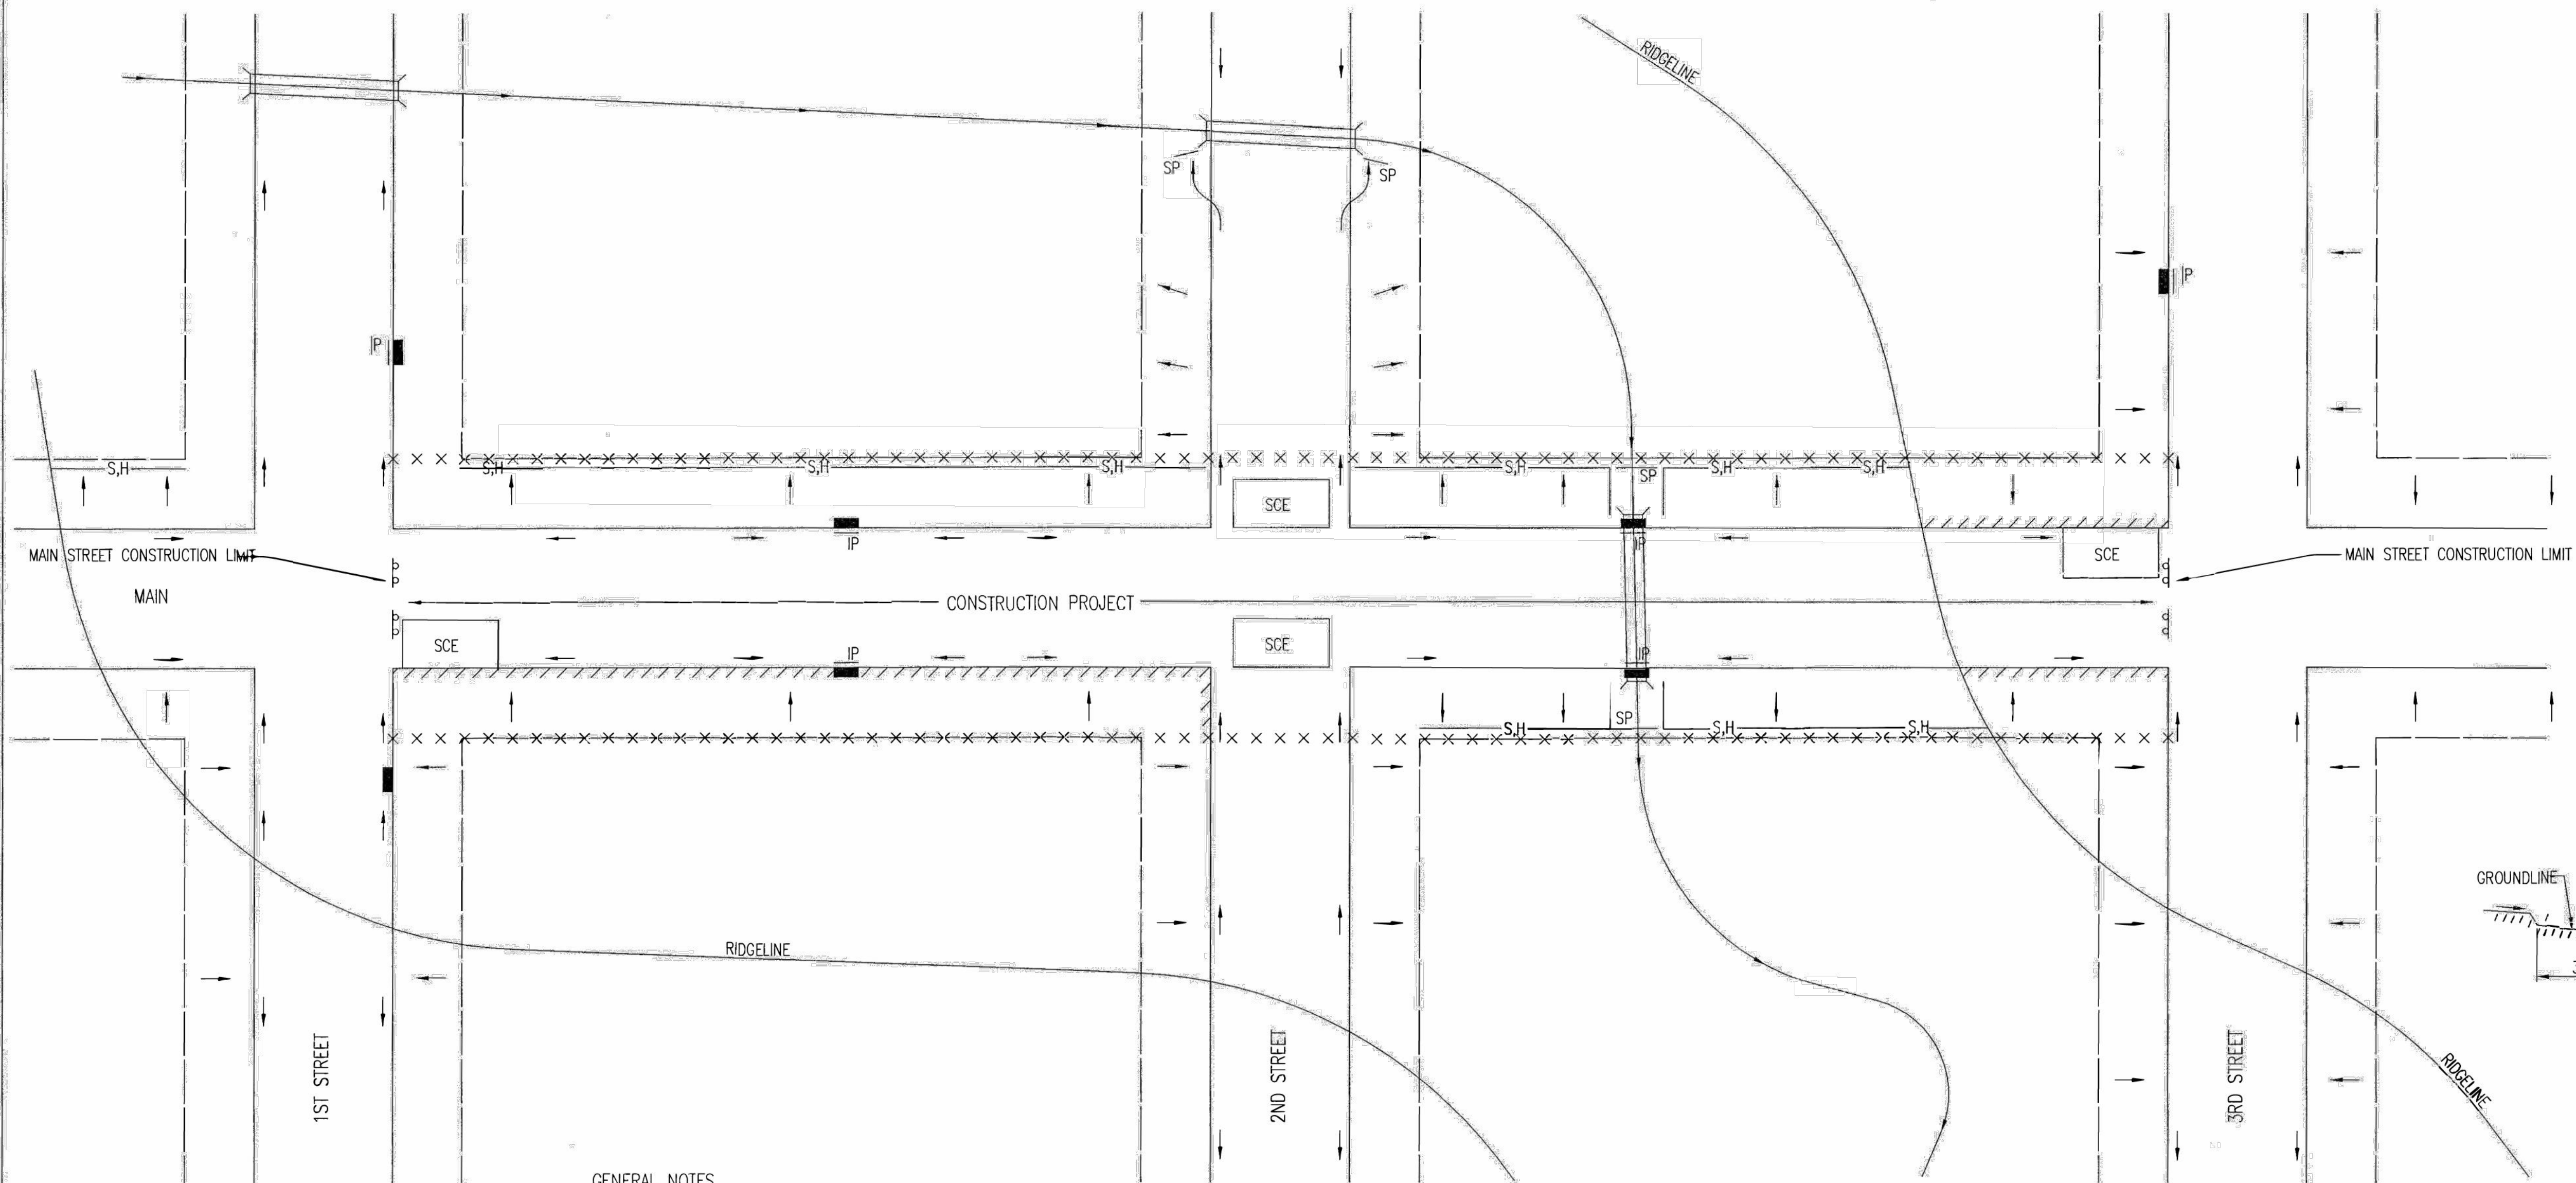 RIDGELINE
SP
SP
IP
IP
S,H
S,H
S,H
S,H
S,H
SP
S,H
S,H
SCE
MAIN STREET CONSTRUCTION LIMIT
IP
IP
SCE
MAIN STREET CONSTRUCTION LIMIT
MAIN
CONSTRUCTION PROJECT
SCE
SCE
IP
IP
SP
S,H
S,H
S,H
GROUNDLINE
RIDGELINE
1ST STREET
2ND STREET
3RD STREET
RIDGELINE
GENERAL NOTES